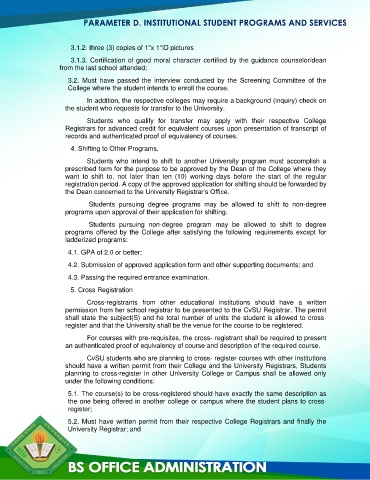 PARAMETER D. INSTITUTIONAL STUDENT PROGRAMS AND SERVICES
3.1.2. three (3) copies of 1"x 1"ID pictures
3.1.3. Certification of good moral character certified by the guidance counselor/dean
from the last school attended;
3.2. Must have passed the interview conducted by the Screening Committee of the
College where the student intends to enroll the course.
In addition, the respective colleges may require a background (inquiry) check on
the student who requests for transfer to the University.
Students who qualify for transfer may apply with their respective College
Registrars for advanced credit for equivalent courses upon presentation of transcript of
records and authenticated proof of equivalency of courses.
4. Shifting to Other Programs.
Students who intend to shift to another University program must accomplish a
prescribed form for the purpose to be approved by the Dean of the College where they
want to shift to, not later than ten (10) working days before the start of the regular
registration period. A copy of the approved application for shifting should be forwarded by
the Dean concerned to the University Registrar's Office.
Students pursuing degree programs may be allowed to shift to non-degree
programs upon approval of their application for shifting.
Students pursuing non-degree program may be allowed to shift to degree
programs offered by the College after satisfying the following requirements except for
ladderized programs:
4.1. GPA of 2.0 or better;
4.2. Submission of approved application form and other supporting documents; and
4.3. Passing the required entrance examination.
5. Cross Registration
Cross-registrants from other educational institutions should have a written
permission from her school registrar to be presented to the CvSU Registrar. The permit
shall state the subject(S) and he total number of units the student is allowed to cross-
register and that the University shall be the venue for the course to be registered.
For courses with pre-requisites, the cross- registrant shall be required to present
an authenticated proof of equivalency of course and description of the required course.
CvSU students who are planning to cross- register courses with other institutions
should have a written permit from their College and the University Registrars, Students
planning to cross-register in other University College or Campus shall be allowed only
under the following conditions:
5.1. The course(s) to be cross-registered should have exactly the same description as
the one being offered in another college or campus where the student plans to cross-
register;
5.2. Must have written permit from their respective College Registrars and finally the
University Registrar; and
BS OFFICE ADMINISTRATION